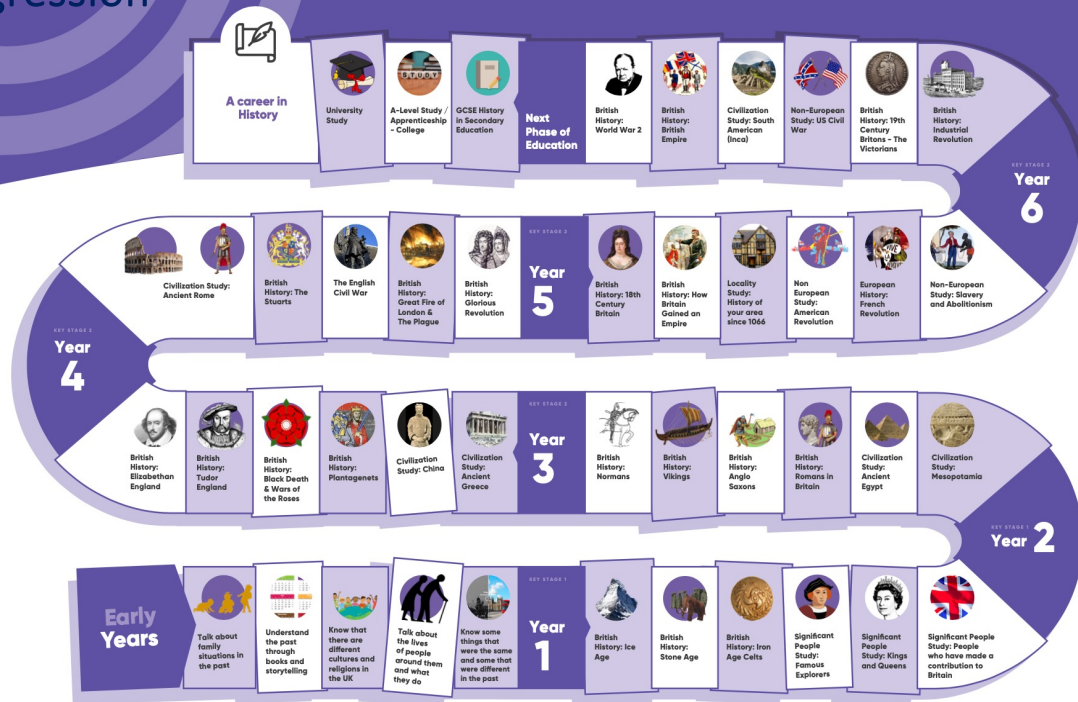 gression
A career in
History
University
Study
A-Level Study /
Apprenticeship
- College
STUDY
GCSE History
in Secondary
Education
Next
Phase of
Education
British
History:
World War 2
British
History:
British
Empire
Civilization
Study: South
American
(Inca)
Non-European
Study: US Civil
War
British
History: 19th
Century
Britons - The
Victorians
British
History:
Industrial
Revolution
KEY STAGE 2
Year
6
Civilization Study:
Ancient Rome
British
History: The
Stuarts
The English
Civil War
British
History:
Great Fire of
London &
The Plague
British
History:
Glorious
Revolution
KEY STAGE 2
Year
5
British
History: 18th
Century
Britain
British
History: How
Britain
Gained an
Empire
Locality
Study:
History of
your area
since 1066
Non
European
Study:
American
Revolution
European
History:
French
Revolution
Non-European
Study: Slavery
and Abolitionism
KEY STAGE 2
Year
4
British
History:
Elizabethan
England
British
History:
Tudor
England
British
History:
Black Death
& Wars of
the Roses
British
History:
Plantagenets
Civilization
Study: China
Civilization
Study:
Ancient
Greece
KEY STAGE 2
Year
3
British
History:
Normans
British
History:
Vikings
British
History:
Anglo
Saxons
British
History:
Romans in
Britain
Civilization
Study:
Ancient
Egypt
Civilization
Study:
Mesopotamia
KEY STAGE 1
Year 2
Early
Years
Talk about
family
situations in
the past
Understand
the past
through
books and
storytelling
Know that
there are
different
cultures and
religions in
the UK
Talk about
the lives
of people
around them
and what
they do
Know some
things that
were the same
and some that
were different
in the past
KEY STAGE 1
Year
1
British
History: Ice
Age
British
History:
Stone Age
British
History: Iron
Age Celts
Significant
People
Study:
Famous
Explorers
Significant
People
Study: Kings
and Queens
Significant People
Study: People
who have made a
contribution to
Britain